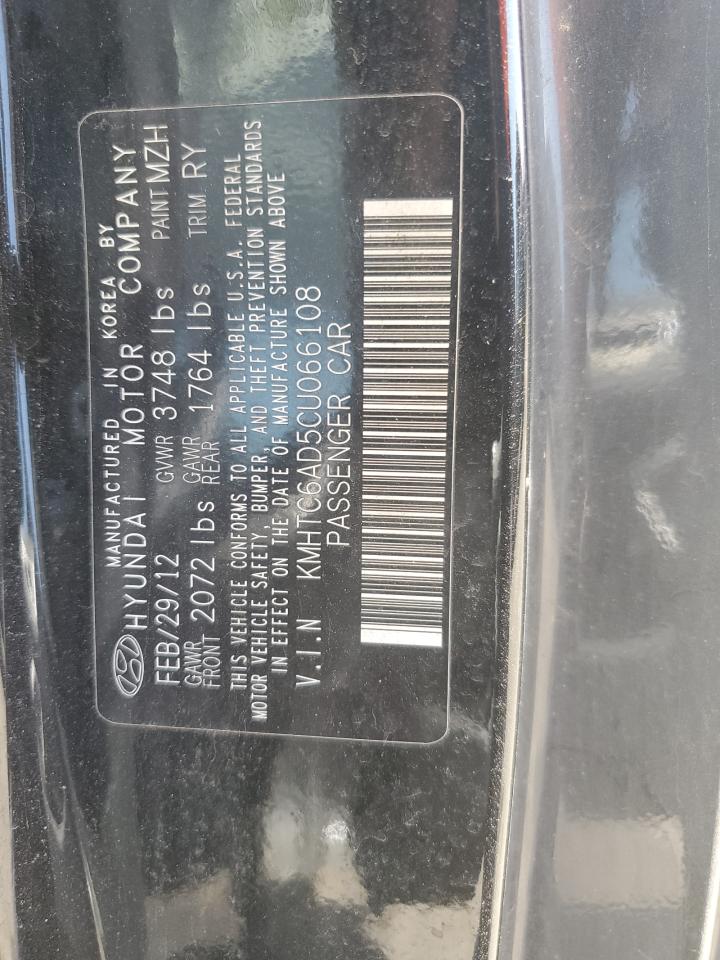 MANUFACTURED IN KOREA BY
HYUNDAI MOTOR COMPANY
FEB/29/12 GVWR 3748 lbs PAINT MZH
GAWR FRONT 2072 lbs GAWR REAR 1764 lbs TRIM RY
THIS VEHICLE CONFORMS TO ALL APPLICABLE U.S.A. FEDERAL
MOTOR VEHICLE SAFETY, BUMPER, AND THEFT PREVENTION STANDARDS
IN EFFECT ON THE DATE OF MANUFACTURE SHOWN ABOVE
V.I.N KMHTC6AD5CU066108
PASSENGER CAR